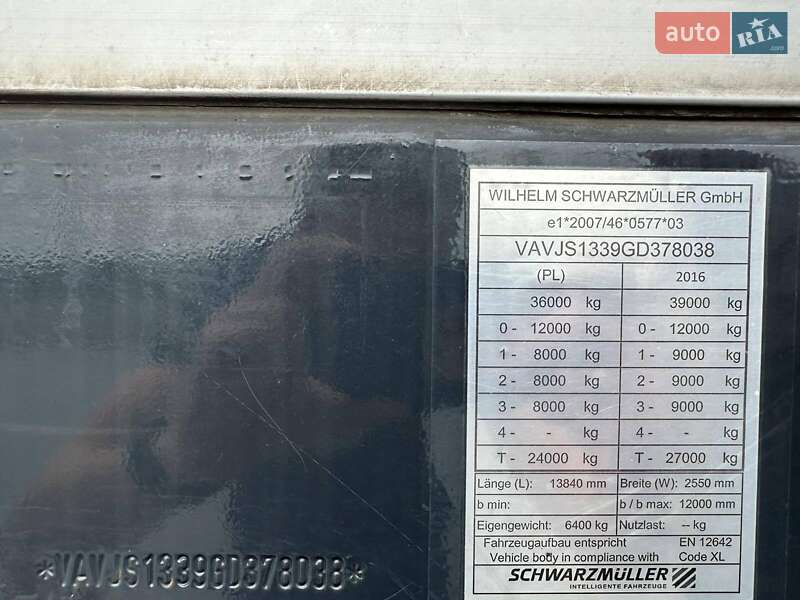 auto RIA .com
WILHELM SCHWARZMÜLLER GmbH
e1*2007/46*0577*03
VAVJS1339GD378038
(PL) 2016
36000 kg 39000 kg
0 - 12000 kg 0 - 12000 kg
1 - 8000 kg 1 - 9000 kg
2 - 8000 kg 2 - 9000 kg
3 - 8000 kg 3 - 9000 kg
4 - - kg 4 - - kg
T - 24000 kg T - 27000 kg
Länge (L): 13840 mm Breite (W): 2550 mm
b min: b / b max: 12000 mm
Eigengewicht: 6400 kg Nutzlast: -- kg
Fahrzeugaufbau entspricht EN 12642
Vehicle body in compliance with Code XL
SCHWARZMÜLLER
INTELLIGENTE FAHRZEUGE
*VAVJS1339GD378038*